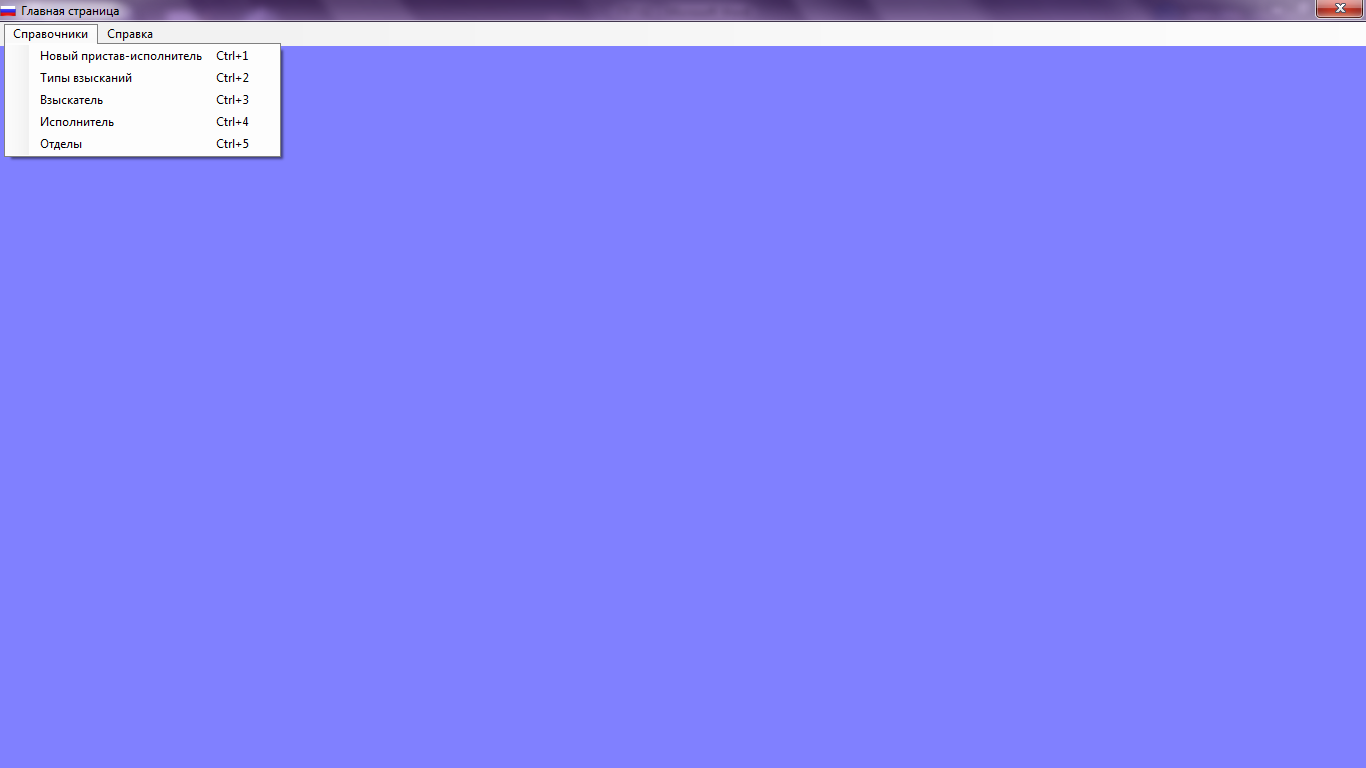 Главная страница
Справочники Справка
Новый пристав-исполнитель Ctrl+1
Типы взысканий Ctrl+2
Взыскатель Ctrl+3
Исполнитель Ctrl+4
Отделы Ctrl+5